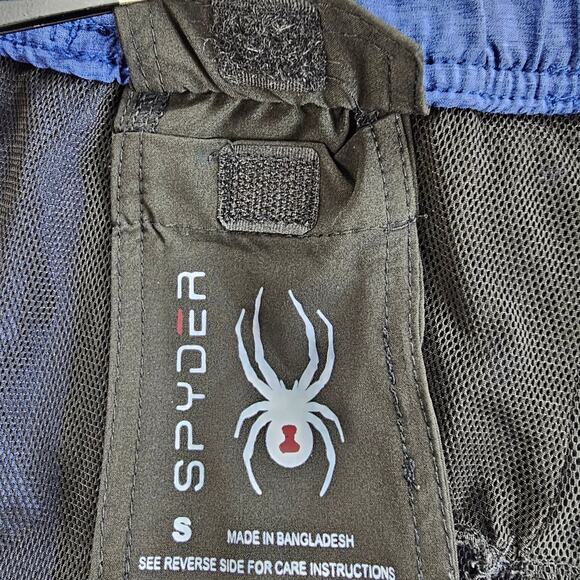 SPYDER
S
MADE IN BANGLADESH
SEE REVERSE SIDE FOR CARE INSTRUCTIONS